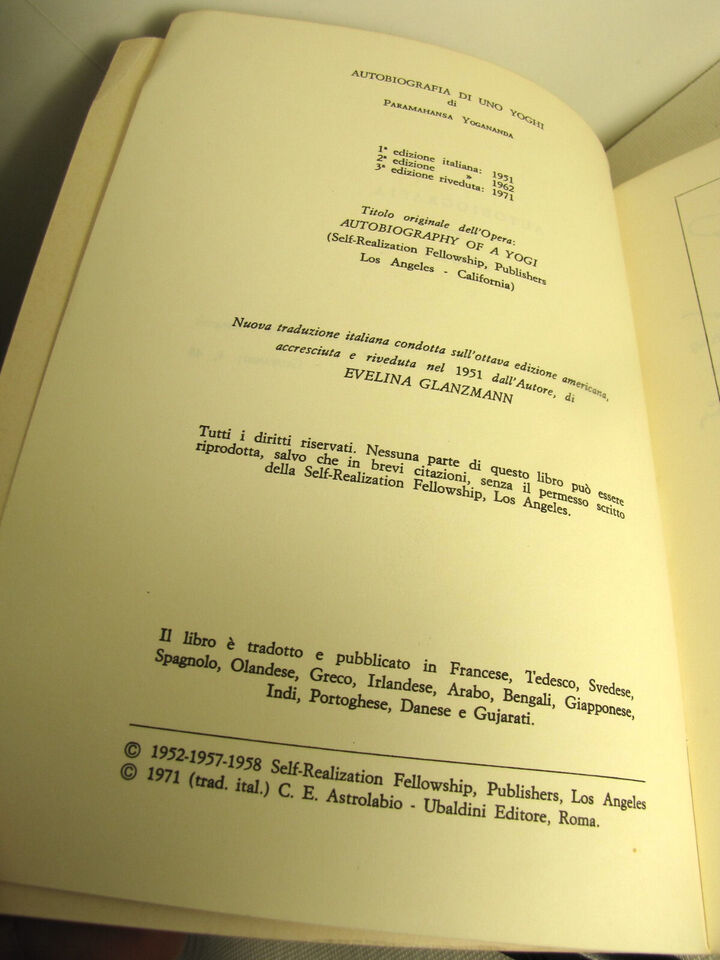 AUTOBIOGRAFIA DI UNO YOGHI
di
PARAMAHANSA YOGANANDA
1ª edizione italiana: 1951
2ª edizione » 1962
3ª edizione riveduta: 1971
Titolo originale dell'Opera:
AUTOBIOGRAPHY OF A YOGI
(Self-Realization Fellowship, Publishers
Los Angeles - California)
Nuova traduzione italiana condotta sull'ottava edizione americana,
accresciuta e riveduta nel 1951 dall'Autore, di
EVELINA GLANZMANN
Tutti i diritti riservati. Nessuna parte di questo libro può essere
riprodotta, salvo che in brevi citazioni, senza il permesso scritto
della Self-Realization Fellowship, Los Angeles.
Il libro è tradotto e pubblicato in Francese, Tedesco, Svedese,
Spagnolo, Olandese, Greco, Irlandese, Arabo, Bengali, Giapponese,
Indi, Portoghese, Danese e Gujarati.
© 1952-1957-1958 Self-Realization Fellowship, Publishers, Los Angeles
© 1971 (trad. ital.) C. E. Astrolabio - Ubaldini Editore, Roma.